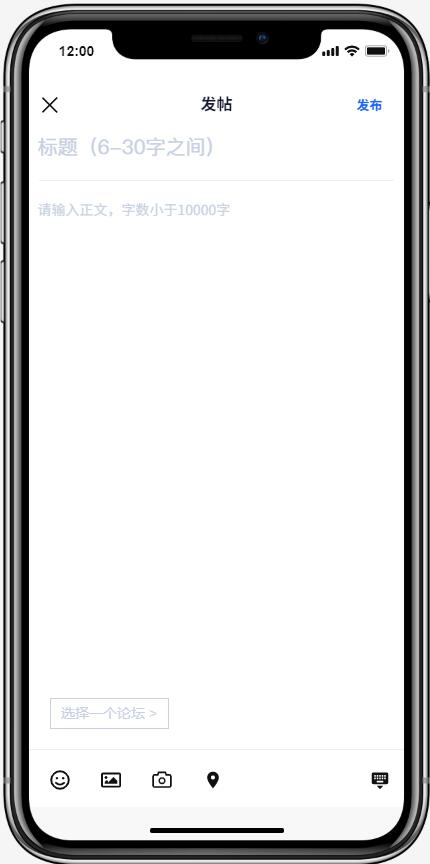 12:00
发帖
发布
标题（6–30字之间）
请输入正文，字数小于10000字
选择一个论坛 >